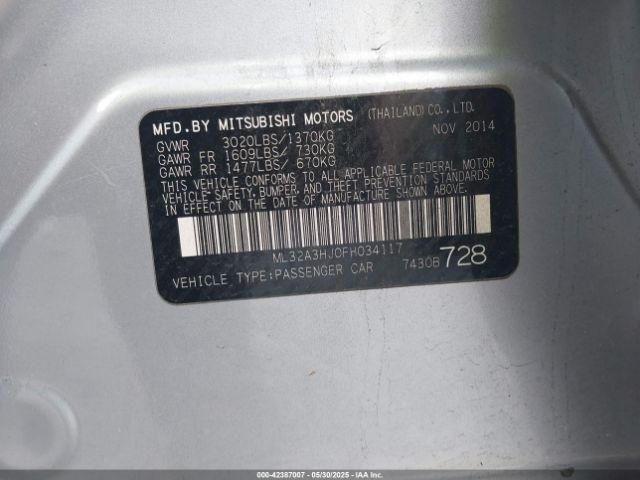 MFD.BY MITSUBISHI MOTORS (THAILAND) CO., LTD.
GVWR 3020LBS/1370KG NOV 2014
GAWR FR 1609LBS/ 730KG
GAWR RR 1477LBS/ 670KG
THIS VEHICLE CONFORMS TO ALL APPLICABLE FEDERAL MOTOR
VEHICLE SAFETY, BUMPER, AND THEFT PREVENTION STANDARDS
IN EFFECT ON THE DATE OF MANUFACTURE SHOWN ABOVE.
ML32A3HJ0FH034117
VEHICLE TYPE:PASSENGER CAR 7430B 728
000-42387007 - 05/30/2025 - IAAI.COM